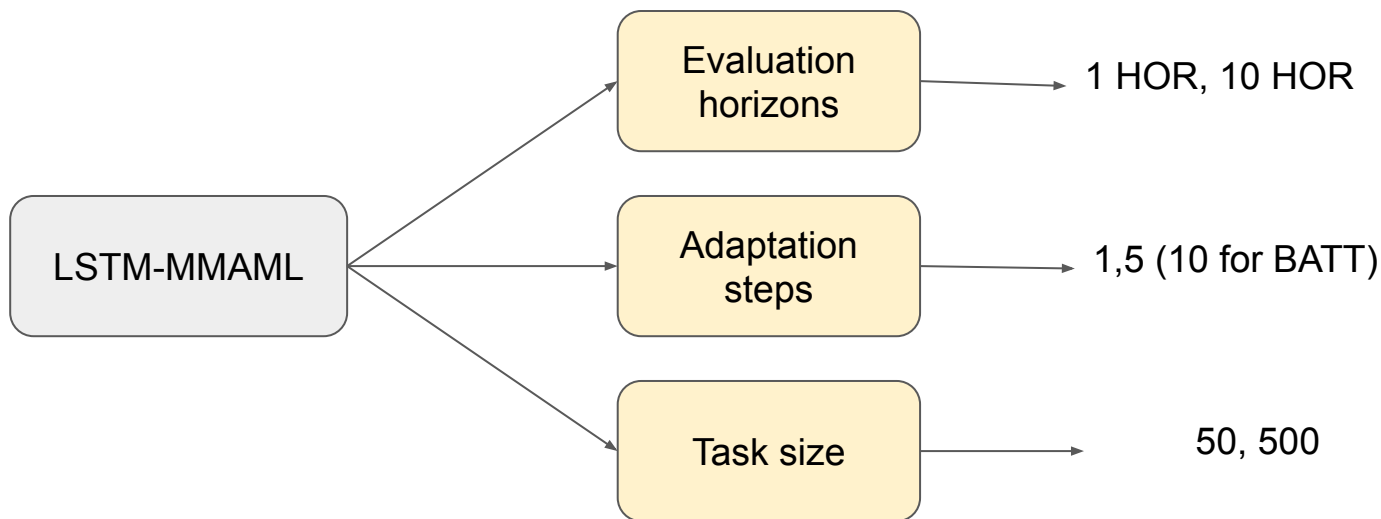 Evaluation
horizons
1 HOR, 10 HOR
LSTM-MMAML
Adaptation
steps
1,5 (10 for BATT)
Task size
50, 500